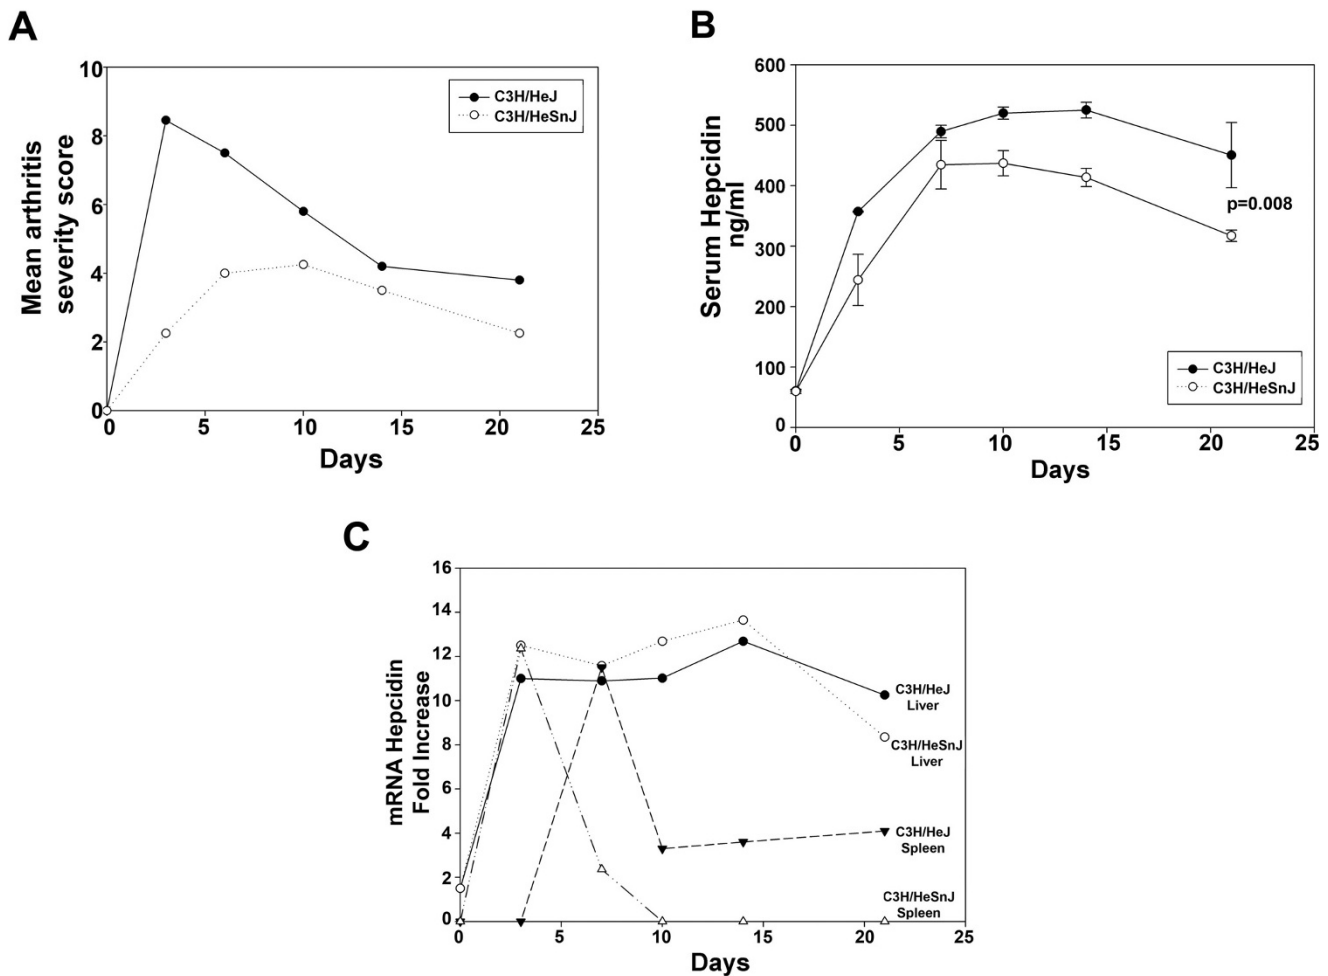 A
Mean arthritis
severity score
10
8
6
4
2
0
C3H/HeJ
C3H/HeSnJ
0
5
10
15
20
25
Days
B
Serum Hepcidin
ng/ml
600
500
400
300
200
100
0
p=0.008
C3H/HeJ
C3H/HeSnJ
0
5
10
15
20
25
Days
C
mRNA Hepcidin
Fold Increase
16
14
12
10
8
6
4
2
0
C3H/HeJ
Liver
C3H/HeSnJ
Liver
C3H/HeJ
Spleen
C3H/HeSnJ
Spleen
0
5
10
15
20
25
Days